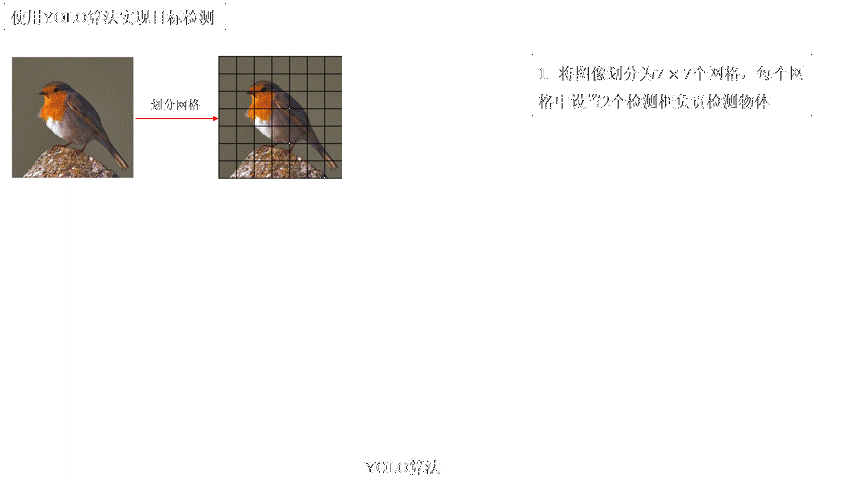 使用YOLO算法实现目标检测
划分网格
1. 将图像划分为7 × 7个网格，每个网
格中设置2个检测框负责检测物体
YOLO算法